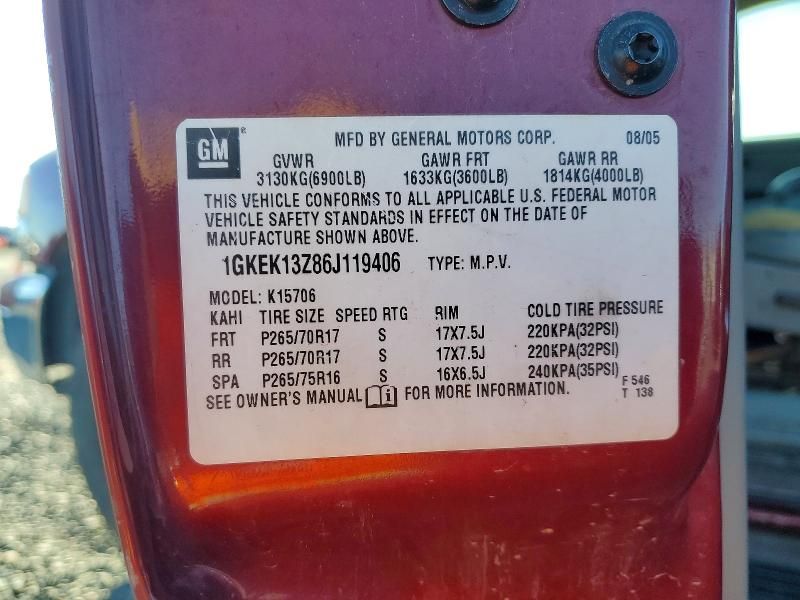 GM MFD BY GENERAL MOTORS CORP. 08/05
GVWR GAWR FRT GAWR RR
3130KG(6900LB) 1633KG(3600LB) 1814KG(4000LB)
THIS VEHICLE CONFORMS TO ALL APPLICABLE U.S. FEDERAL MOTOR
VEHICLE SAFETY STANDARDS IN EFFECT ON THE DATE OF
MANUFACTURE SHOWN ABOVE.
1GKEK13Z86J119406 TYPE: M.P.V.
MODEL: K15706
KAHI TIRE SIZE SPEED RTG RIM COLD TIRE PRESSURE
FRT P265/70R17 S 17X7.5J 220KPA(32PSI)
RR P265/70R17 S 17X7.5J 220KPA(32PSI)
SPA P265/75R16 S 16X6.5J 240KPA(35PSI)
SEE OWNER'S MANUAL FOR MORE INFORMATION.
F 546
T 138